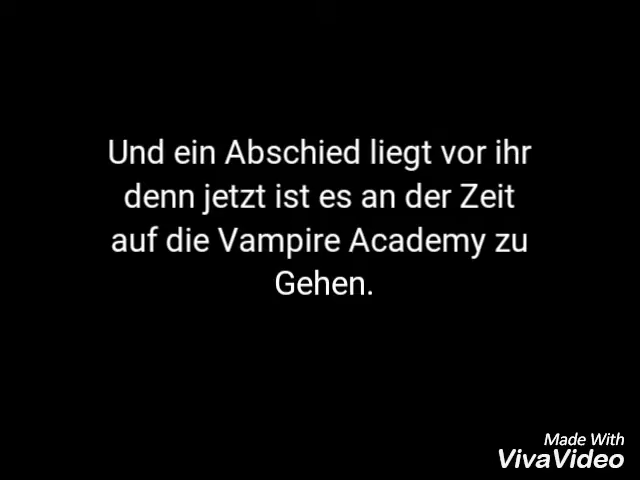 Und ein Abschied liegt vor ihr
denn jetzt ist es an der Zeit
auf die Vampire Academy zu
Gehen.
Made With
VivaVideo